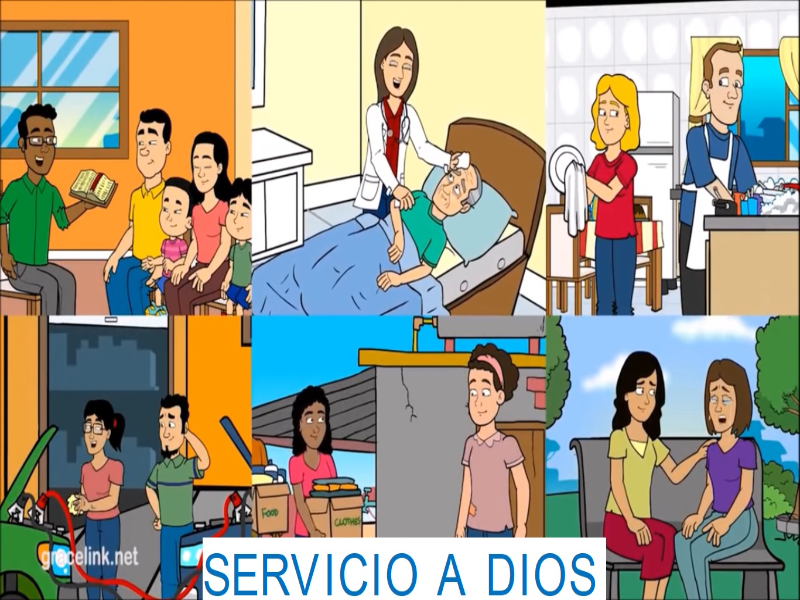 FOOD
CLOTHES
gracelink.net
SERVICIO A DIOS